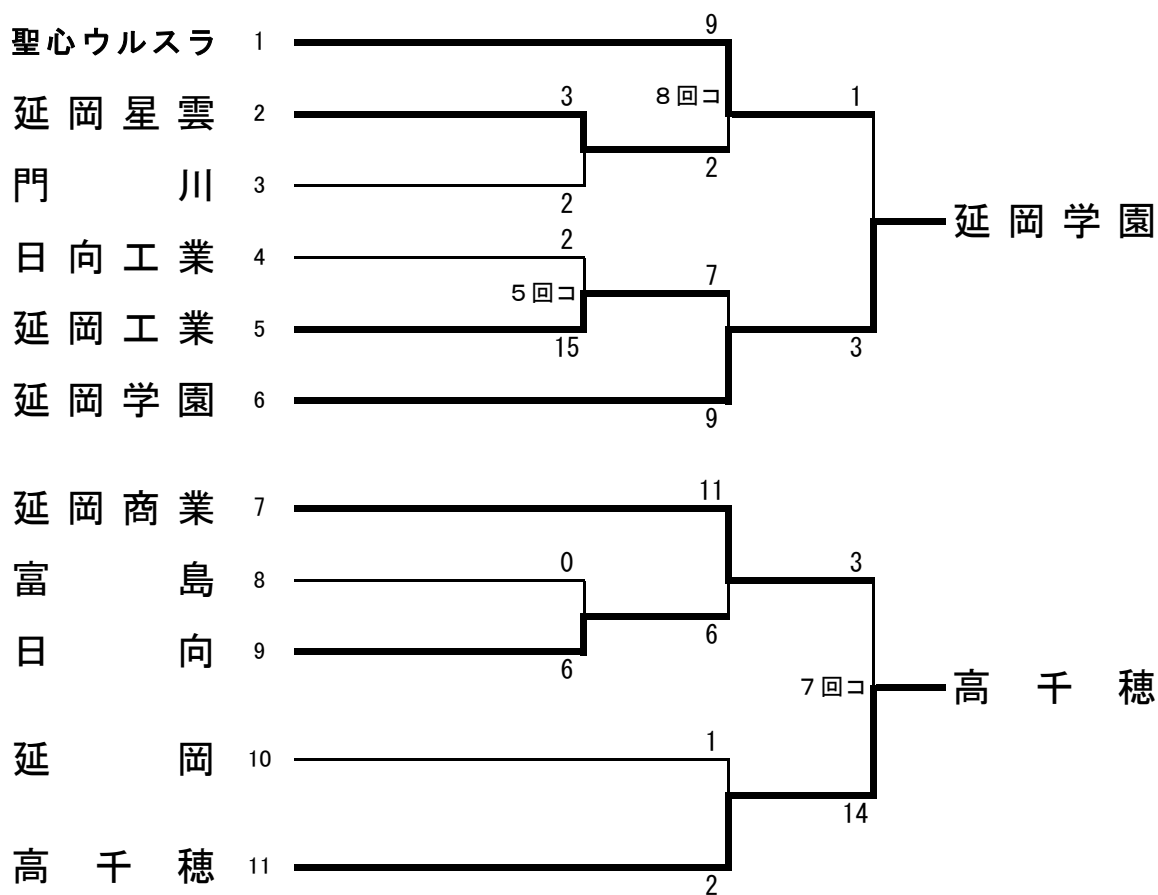 9
聖心ウルスラ 1
8回コ
延岡星雲 2 3 1
2
門川 3 2
延岡学園
日向工業 4 2
7
5回コ
延岡工業 5 15 3
延岡学園 6 9
延岡商業 7 11
富島 8 0 3
6
日向 9 6
7回コ
高千穂
延岡 10 1
14
高千穂 11 2